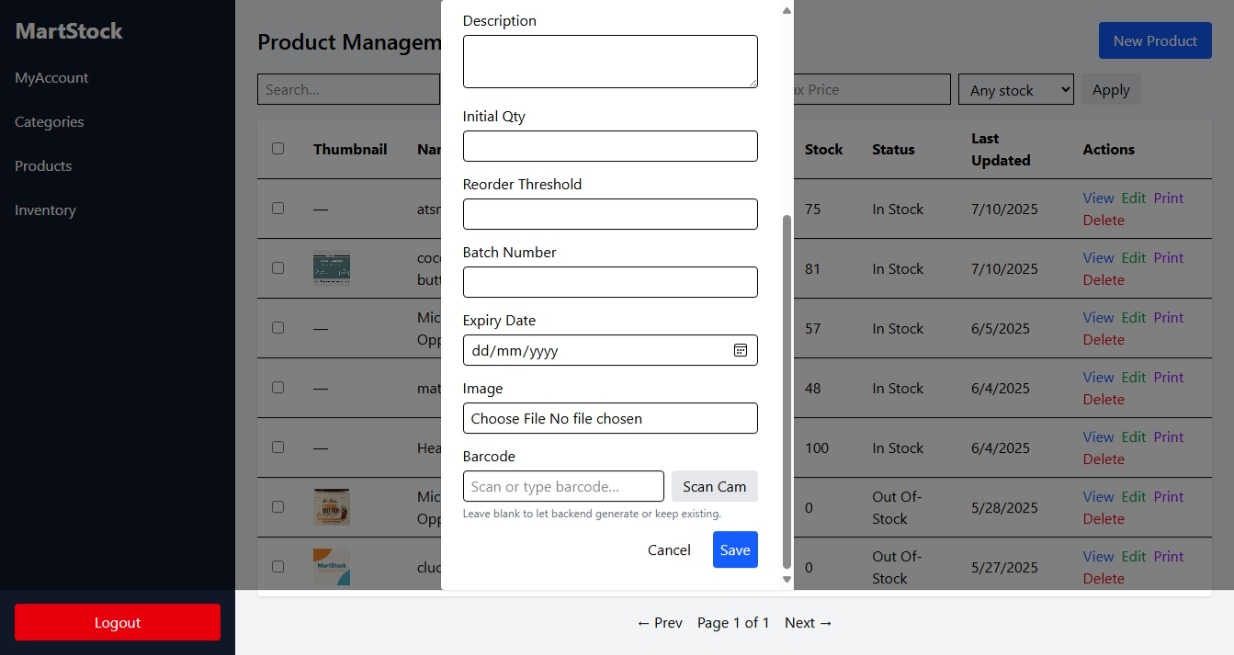 MartStock
MyAccount
Categories
Products
Inventory
Logout
Product Managem
New Product
Search...
ax Price
Any stock
Apply
Thumbnail Nar Stock Status Last Updated Actions
— atsr 75 In Stock 7/10/2025 View Edit Print
Delete
coc 81 In Stock 7/10/2025 View Edit Print
butt Delete
— Mic 57 In Stock 6/5/2025 View Edit Print
Opp Delete
— mat 48 In Stock 6/4/2025 View Edit Print
Delete
— Hea 100 In Stock 6/4/2025 View Edit Print
Delete
Mic 0 Out Of- 5/28/2025 View Edit Print
Opp Stock Delete
MartStock cluc 0 Out Of- 5/27/2025 View Edit Print
Stock Delete
Description
Initial Qty
Reorder Threshold
Batch Number
Expiry Date
dd/mm/yyyy
Image
Choose File No file chosen
Barcode
Scan or type barcode...
Scan Cam
Leave blank to let backend generate or keep existing.
Cancel
Save
← Prev Page 1 of 1 Next →